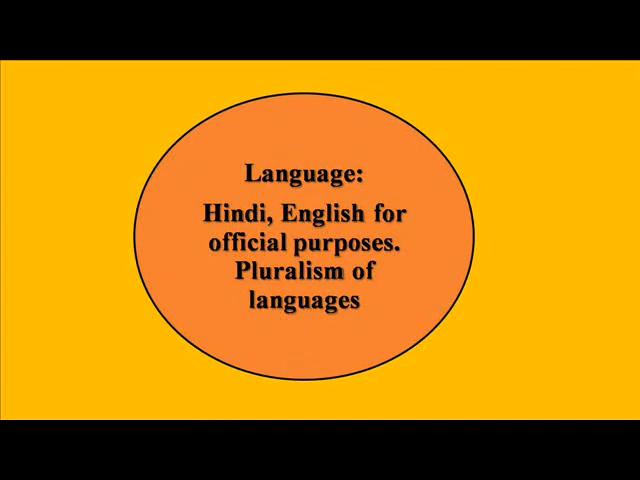 Language:
Hindi, English for
official purposes.
Pluralism of
languages